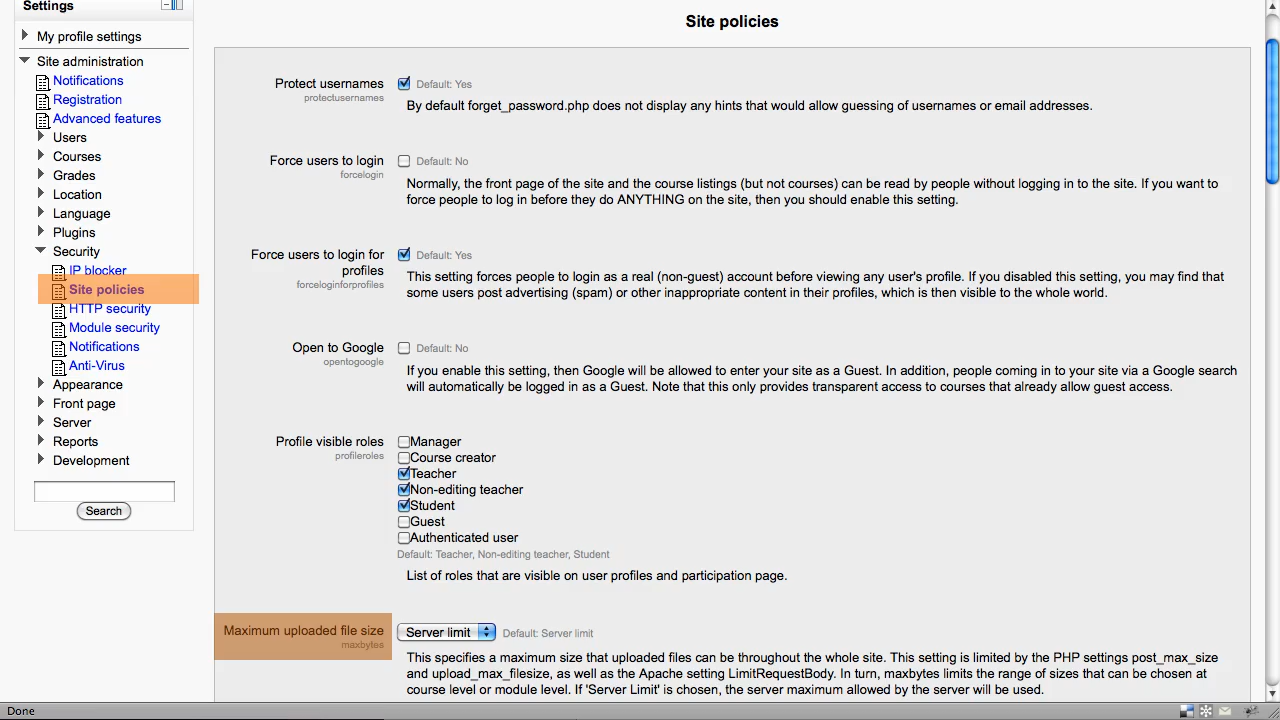 Settings
My profile settings
Site administration
Notifications
Registration
Advanced features
Users
Courses
Grades
Location
Language
Plugins
Security
IP blocker
Site policies
HTTP security
Module security
Notifications
Anti-Virus
Appearance
Front page
Server
Reports
Development
Search
Site policies
Protect usernames
protectusernames
Default: Yes
By default forget_password.php does not display any hints that would allow guessing of usernames or email addresses.
Force users to login
forcelogin
Default: No
Normally, the front page of the site and the course listings (but not courses) can be read by people without logging in to the site. If you want to
force people to log in before they do ANYTHING on the site, then you should enable this setting.
Force users to login for
profiles
forceloginforprofiles
Default: Yes
This setting forces people to login as a real (non-guest) account before viewing any user's profile. If you disabled this setting, you may find that
some users post advertising (spam) or other inappropriate content in their profiles, which is then visible to the whole world.
Open to Google
opentogoogle
Default: No
If you enable this setting, then Google will be allowed to enter your site as a Guest. In addition, people coming in to your site via a Google search
will automatically be logged in as a Guest. Note that this only provides transparent access to courses that already allow guest access.
Profile visible roles
profileroles
Manager
Course creator
Teacher
Non-editing teacher
Student
Guest
Authenticated user
Default: Teacher, Non-editing teacher, Student
List of roles that are visible on user profiles and participation page.
Maximum uploaded file size
maxbytes
Server limit
Default: Server limit
This specifies a maximum size that uploaded files can be throughout the whole site. This setting is limited by the PHP settings post_max_size
and upload_max_filesize, as well as the Apache setting LimitRequestBody. In turn, maxbytes limits the range of sizes that can be chosen at
course level or module level. If 'Server Limit' is chosen, the server maximum allowed by the server will be used.
Done